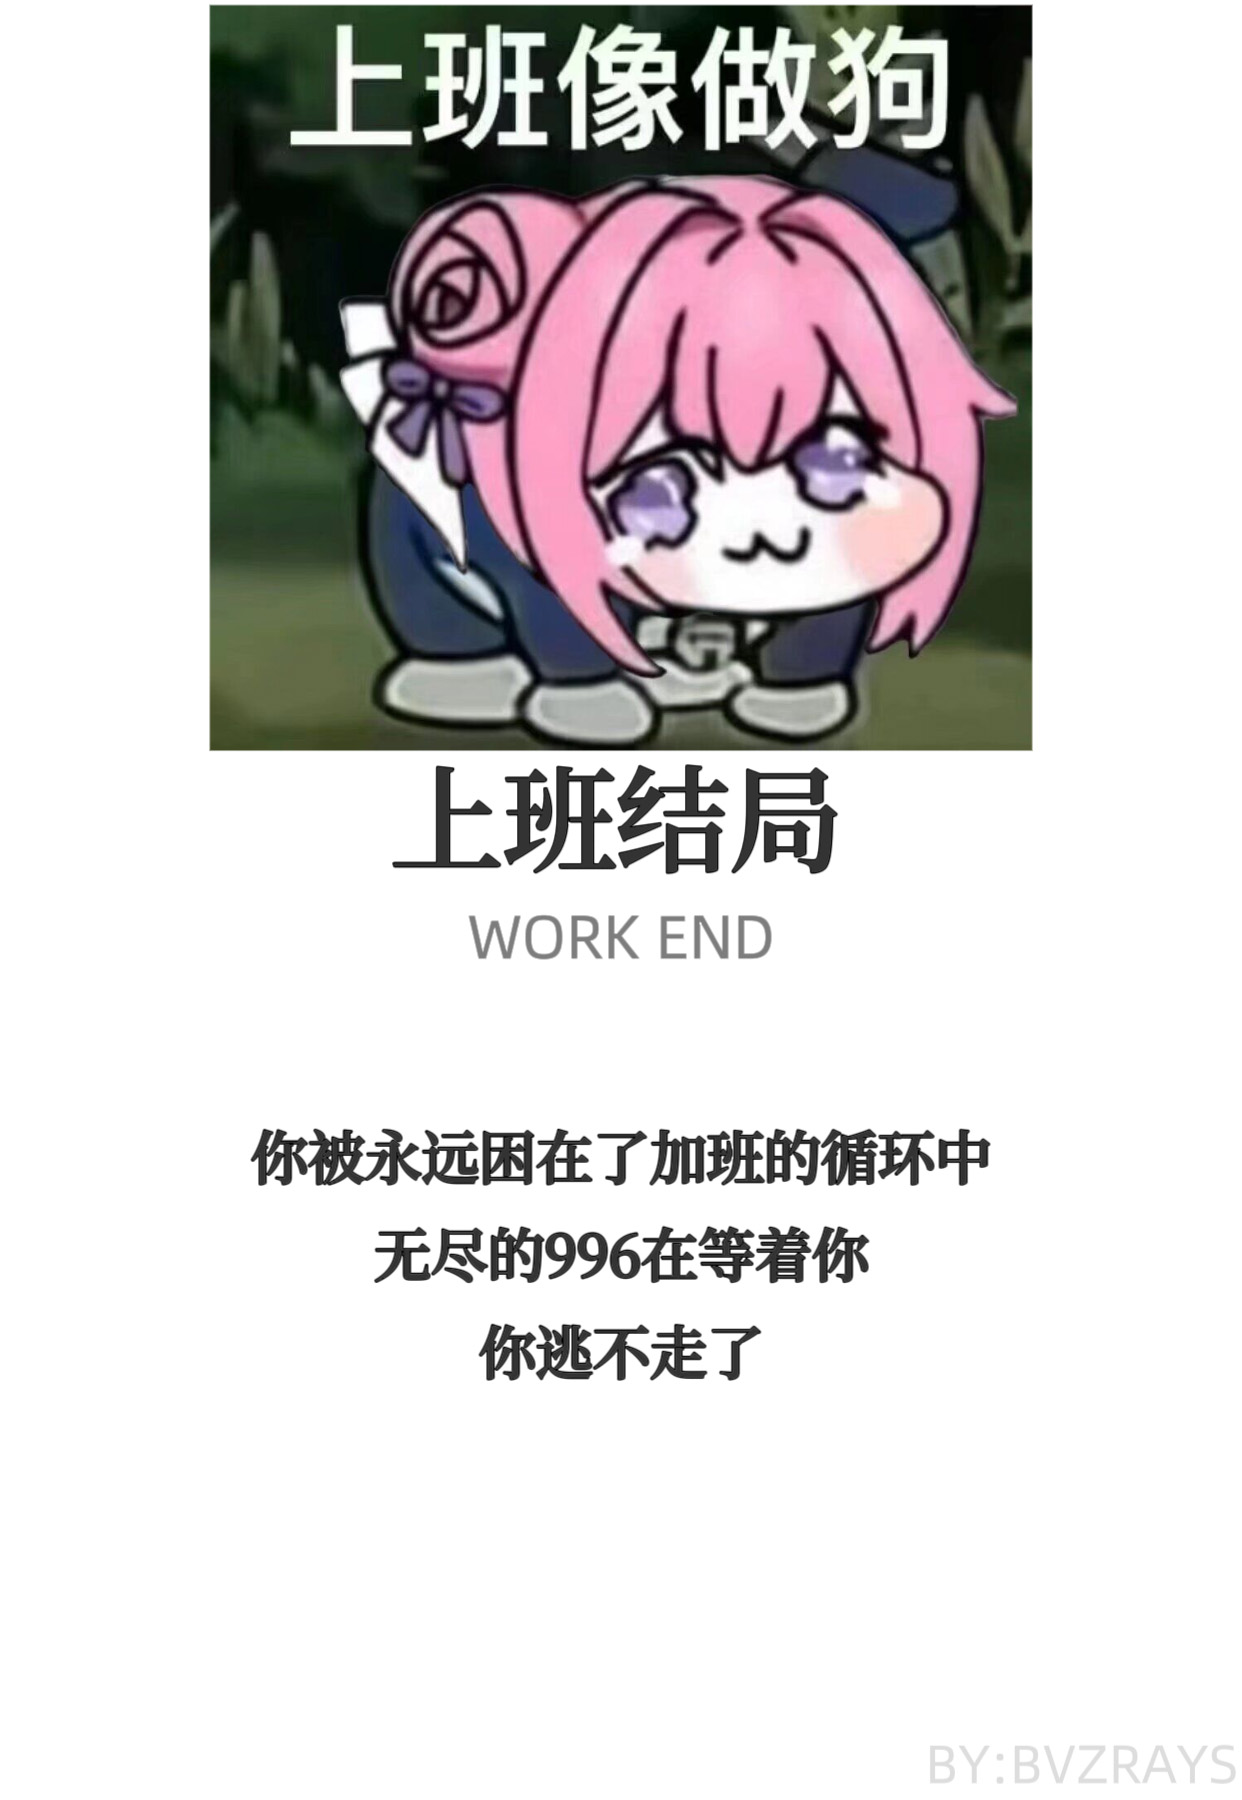 上班像做狗
上班结局
WORK END
你被永远困在了加班的循环中
无尽的996在等着你
你逃不走了
BY:BVZRAYS